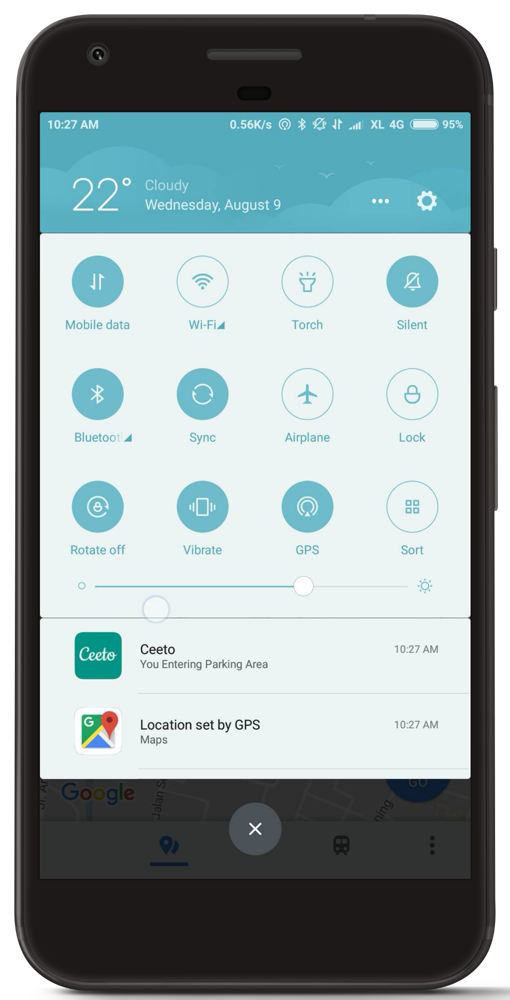 10:27 AM 0.56K/s XL 4G 95%
22° Cloudy
Wednesday, August 9
Mobile data Wi-Fi Torch Silent
Bluetoot Sync Airplane Lock
Rotate off Vibrate GPS Sort
Ceeto
Ceeto 10:27 AM
You Entering Parking Area
G
Location set by GPS 10:27 AM
Maps
Jl. Ar
Google
Jalan S
ning
GO